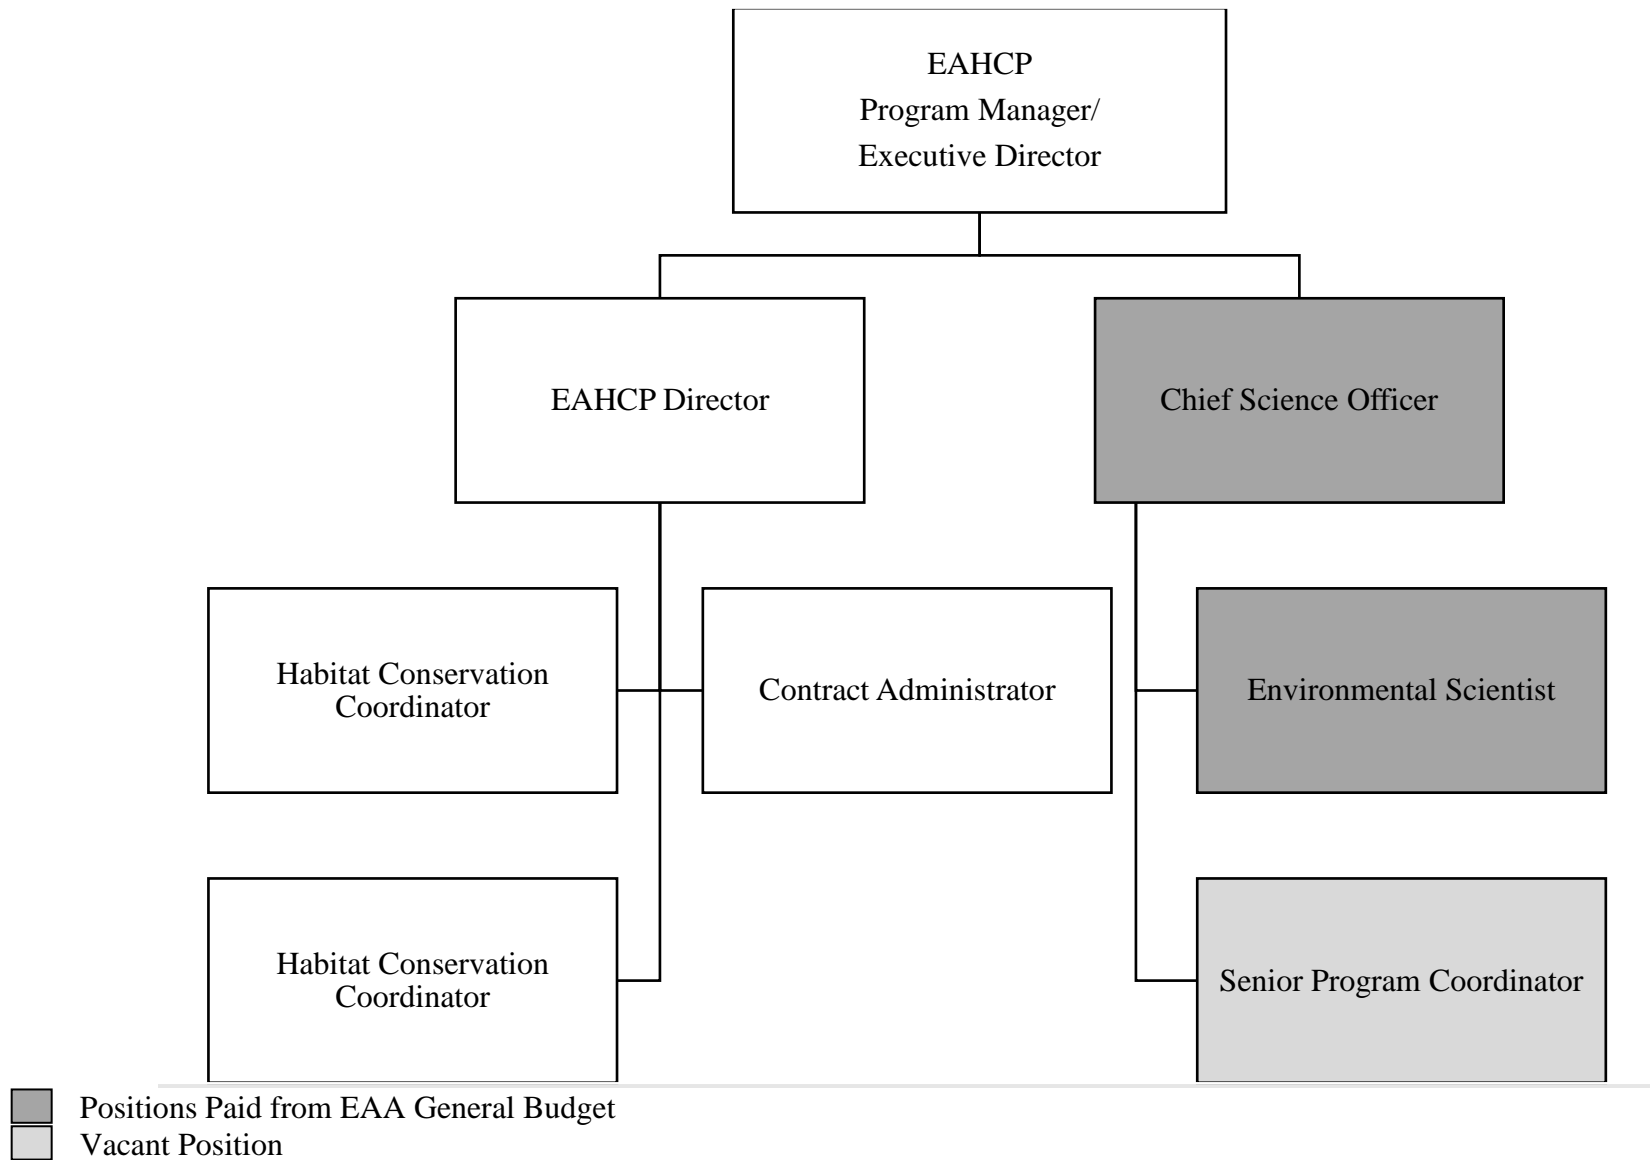 EAHCP
Program Manager/
Executive Director
EAHCP Director
Chief Science Officer
Habitat Conservation
Coordinator
Contract Administrator
Environmental Scientist
Habitat Conservation
Coordinator
Senior Program Coordinator
Positions Paid from EAA General Budget
Vacant Position